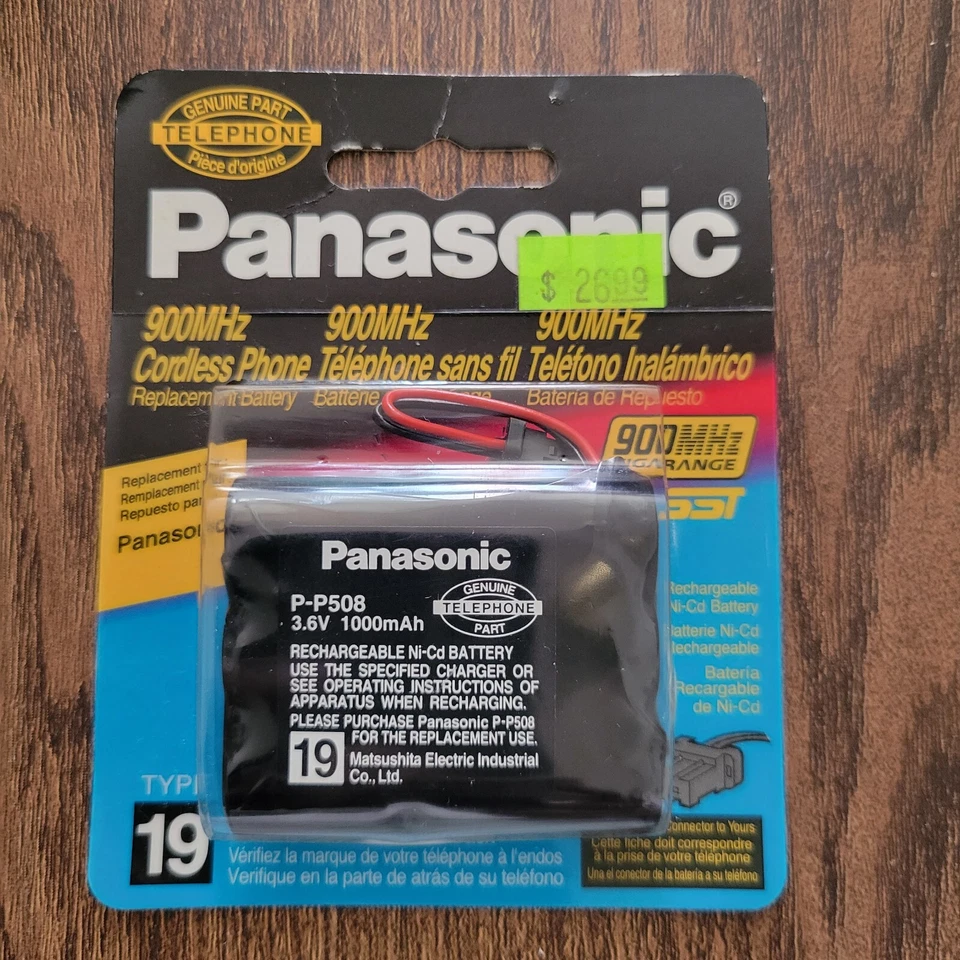 GENUINE PART
TELEPHONE
Pièce d'origine
Panasonic®
$ 26.99
900MHz 900MHz 900MHz
Cordless Phone Téléphone sans fil Teléfono Inalámbrico
Replacement Battery Batterie Batería de Repuesto
900MHz
GIGARANGE
SST
Replacement
Remplacement
Repuesto
Panasonic
Panasonic
GENUINE
TELEPHONE
PART
P-P508
3.6V 1000mAh
RECHARGEABLE Ni-Cd BATTERY
USE THE SPECIFIED CHARGER OR
SEE OPERATING INSTRUCTIONS OF
APPARATUS WHEN RECHARGING.
PLEASE PURCHASE Panasonic P-P508
FOR THE REPLACEMENT USE.
19 Matsushita Electric Industrial
Co., Ltd.
Rechargeable
Ni-Cd Battery
Batterie Ni-Cd
Rechargeable
Batería
Recargable
de Ni-Cd
TYPE
19
Vérifiez la marque de votre téléphone à l'endos
Verifique en la parte de atrás de su teléfono
Connector to Yours
Cette fiche doit correspondre
à la prise de votre téléphone
Una el conector de la batería a su teléfono